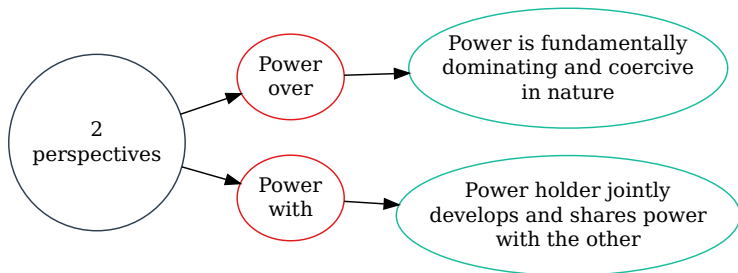 2
perspectives
Power
over
Power is fundamentally
dominating and coercive
in nature
Power
with
Power holder jointly
develops and shares power
with the other